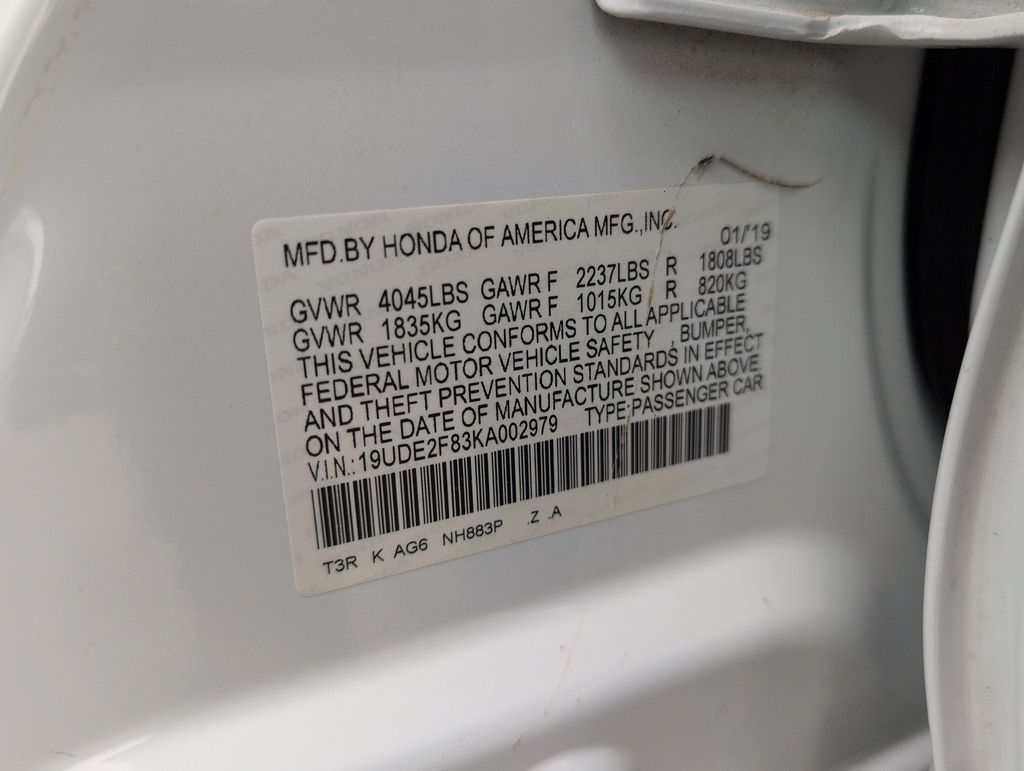 MFD.BY HONDA OF AMERICA MFG.,INC. 01/'19
GVWR 4045LBS GAWR F 2237LBS R 1808LBS
GVWR 1835KG GAWR F 1015KG R 820KG
THIS VEHICLE CONFORMS TO ALL APPLICABLE
FEDERAL MOTOR VEHICLE SAFETY , BUMPER,
AND THEFT PREVENTION STANDARDS IN EFFECT
ON THE DATE OF MANUFACTURE SHOWN ABOVE.
V.I.N.:19UDE2F83KA002979 TYPE:PASSENGER CAR
T3R K AG6 NH883P .Z .A